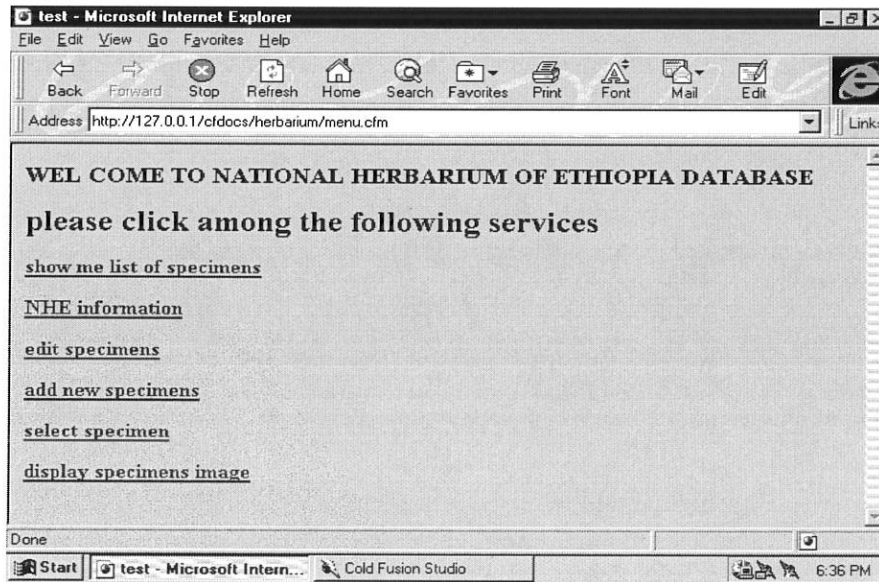 test - Microsoft Internet Explorer
File Edit View Go Favorites Help
Back Forward Stop Refresh Home Search Favorites Print Font Mail Edit
Address http://127.0.0.1/cfdocs/herbarium/menu.cfm Links
WEL COME TO NATIONAL HERBARIUM OF ETHIOPIA DATABASE
please click among the following services
show me list of specimens
NHE information
edit specimens
add new specimens
select specimen
display specimens image
Done
Start test - Microsoft Intern... Cold Fusion Studio 6:36 PM